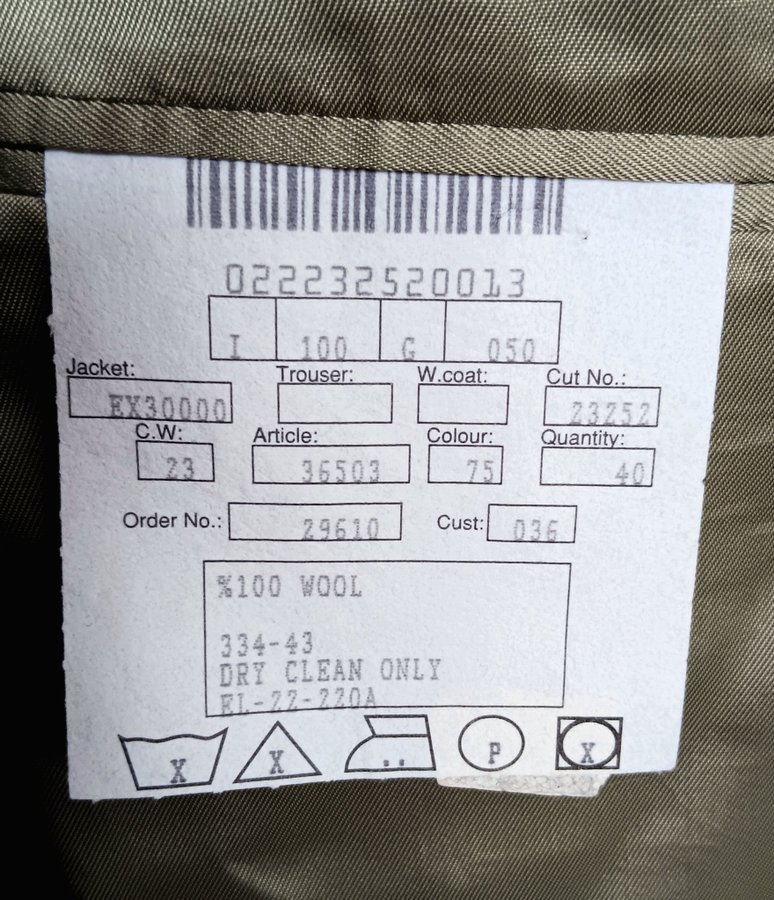 022232520013
I 100 G 050
Jacket: Trouser: W.coat: Cut No.:
EX30000 23252
C.W: Article: Colour: Quantity:
23 36503 75 40
Order No.: 29610 Cust: 036
%100 WOOL
334-43
DRY CLEAN ONLY
EL-22-220A
X X .. P X